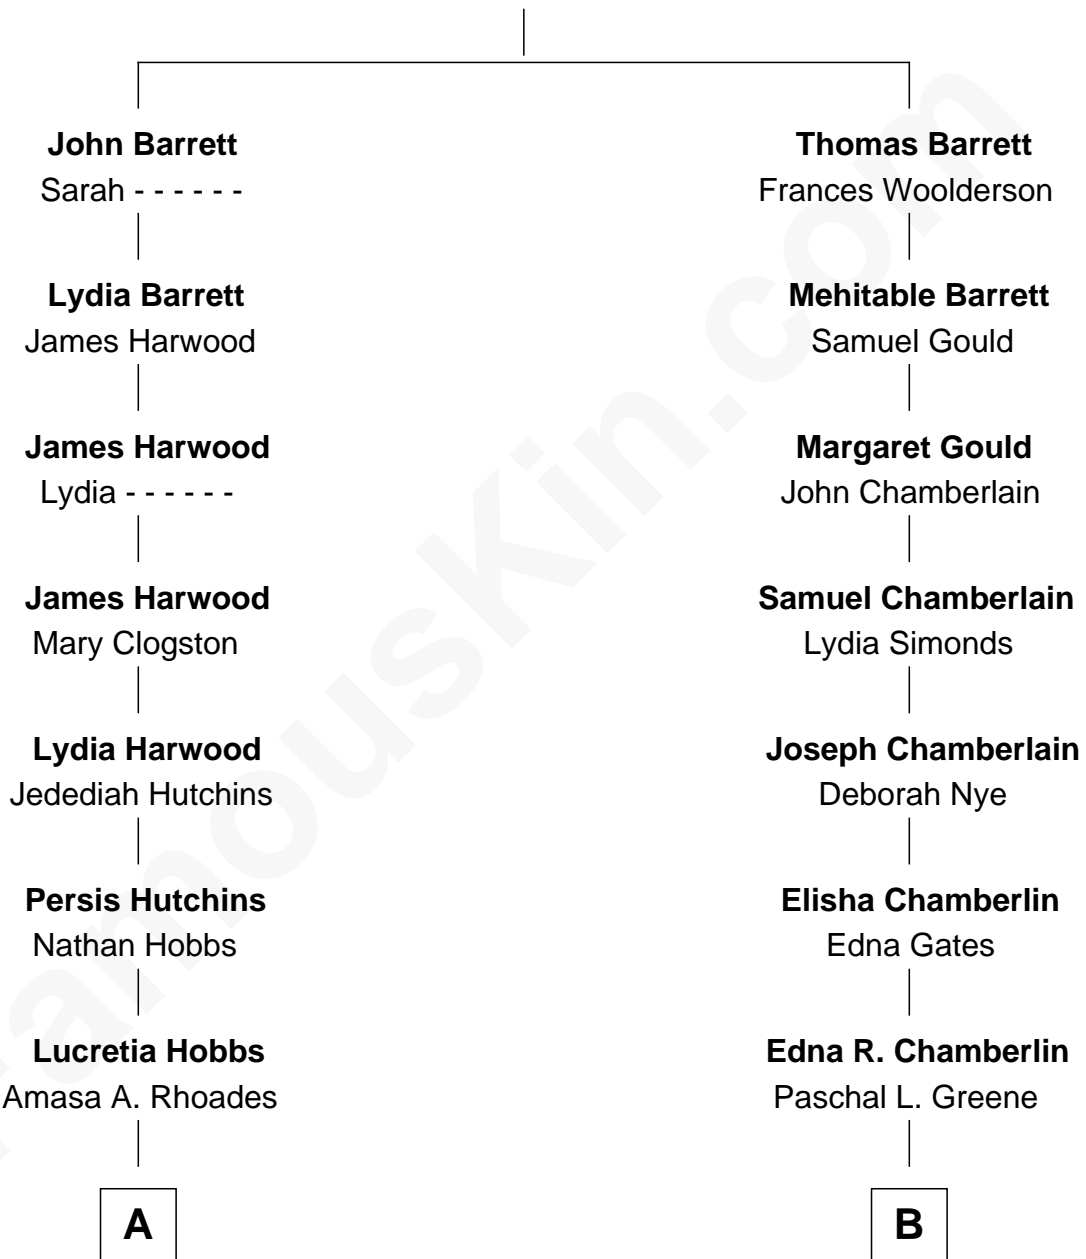 John Barrett
Sarah - - - - - -
Lydia Barrett
James Harwood
James Harwood
Lydia - - - - - -
James Harwood
Mary Clogston
Lydia Harwood
Jedediah Hutchins
Persis Hutchins
Nathan Hobbs
Lucretia Hobbs
Amasa A. Rhoades
A
Thomas Barrett
Frances Woolderson
Mehitable Barrett
Samuel Gould
Margaret Gould
John Chamberlain
Samuel Chamberlain
Lydia Simonds
Joseph Chamberlain
Deborah Nye
Elisha Chamberlin
Edna Gates
Edna R. Chamberlin
Paschal L. Greene
B
FamousKin.com